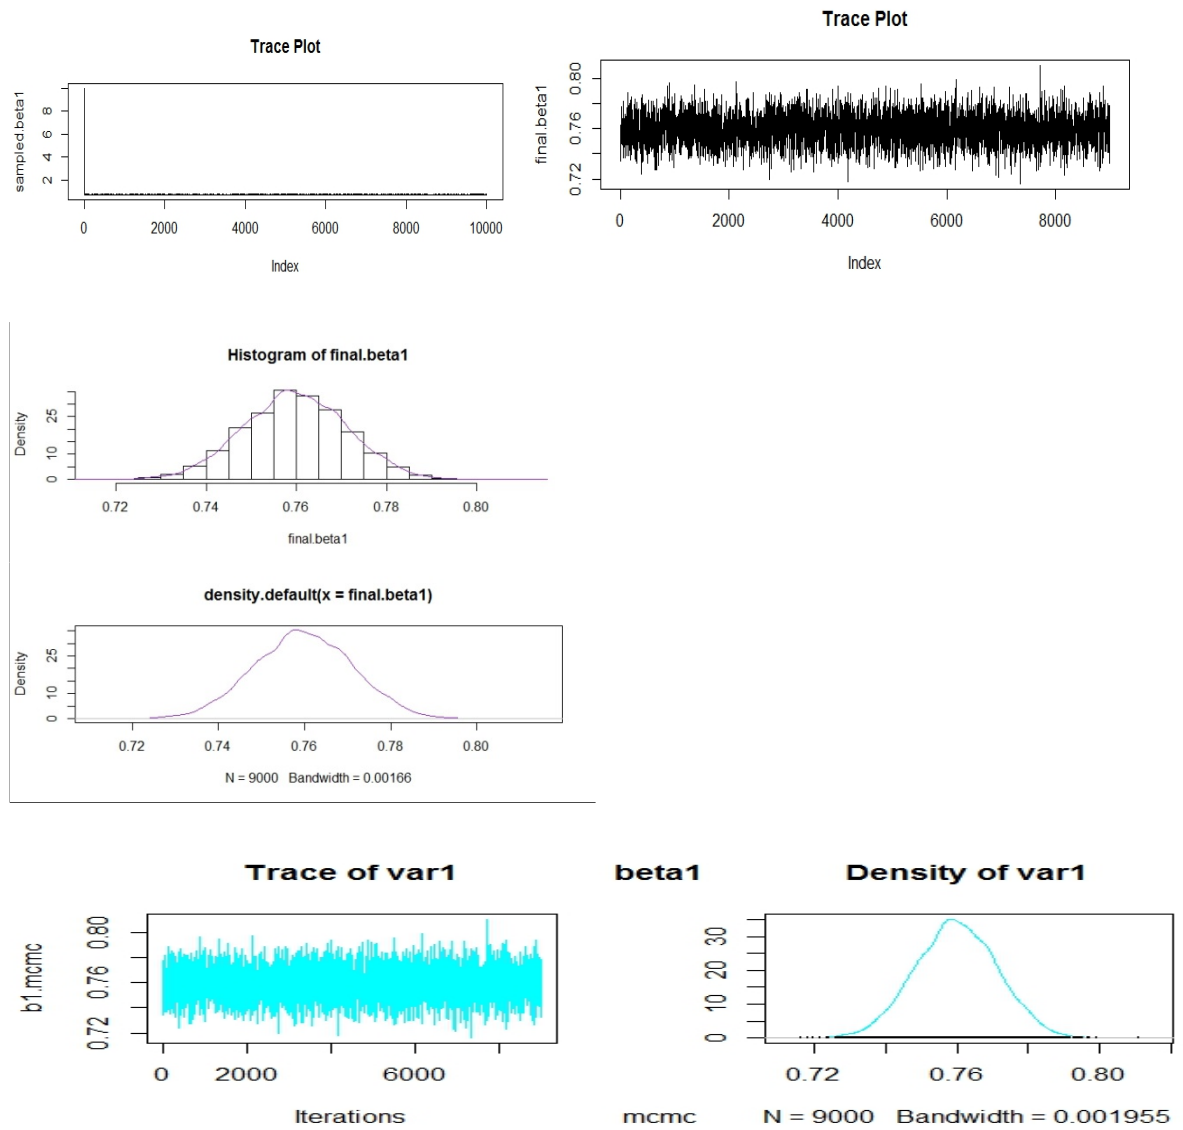 Trace Plot
sampled.beta1
8
6
4
2
0 2000 4000 6000 8000 10000
Index
Trace Plot
final.beta1
0.80
0.76
0.72
0 2000 4000 6000 8000
Index
Histogram of final.beta1
Density
25
10
0
0.72 0.74 0.76 0.78 0.80
final.beta1
density.default(x = final.beta1)
Density
25
10
0
0.72 0.74 0.76 0.78 0.80
N = 9000 Bandwidth = 0.00166
Trace of var1
b1.mcmc
0.80
0.76
0.72
0 2000 6000
Iterations
beta1
mcmc
Density of var1
30
20
10
0
0.72 0.76 0.80
N = 9000 Bandwidth = 0.001955